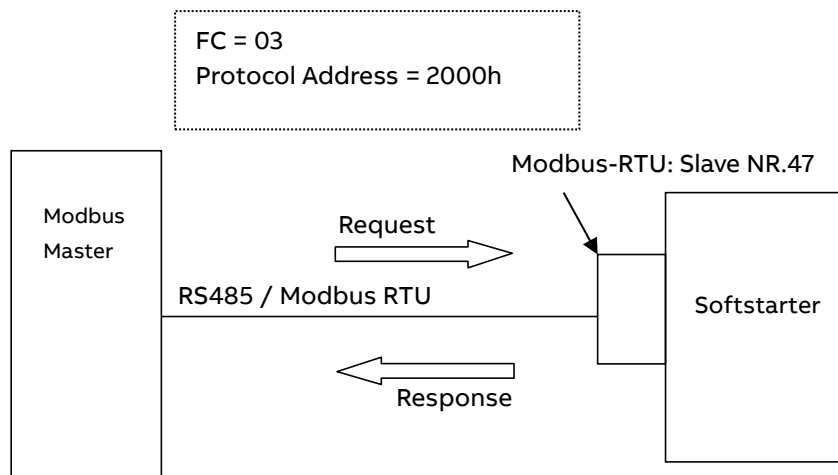 FC = 03
Protocol Address = 2000h
Modbus-RTU: Slave NR.47
Modbus
Master
Request
RS485 / Modbus RTU
Softstarter
Response